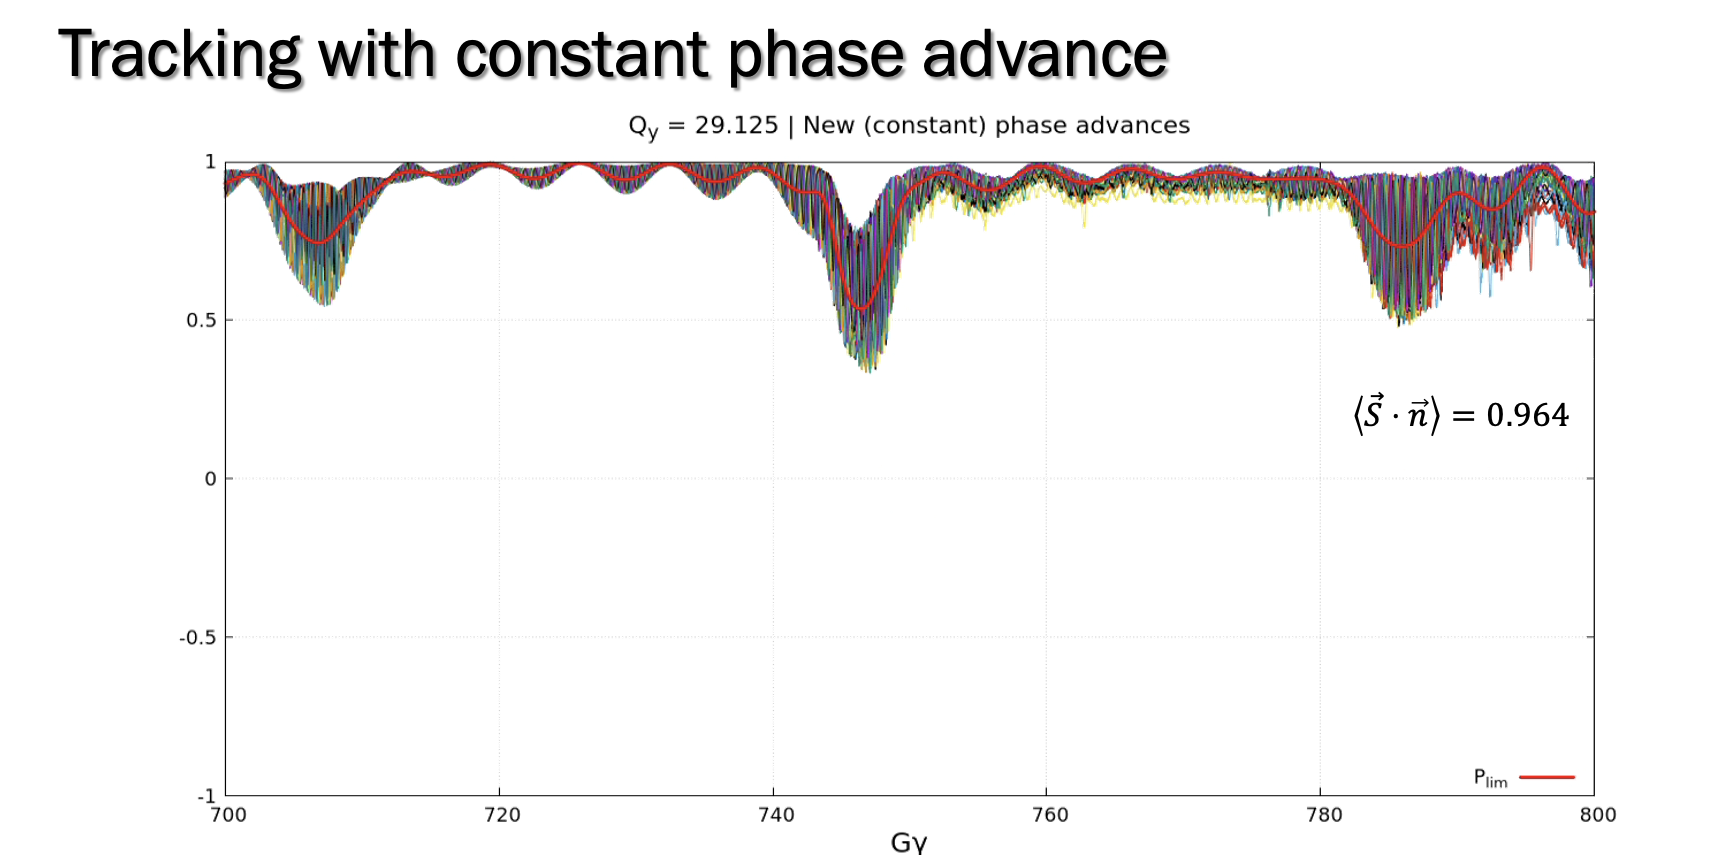 Tracking with constant phase advance
Qy = 29.125 | New (constant) phase advances
1
0.5
0
-0.5
-1
⟨S⃗ · n⃗⟩ = 0.964
Plim
700 720 740 760 780 800
Gγ